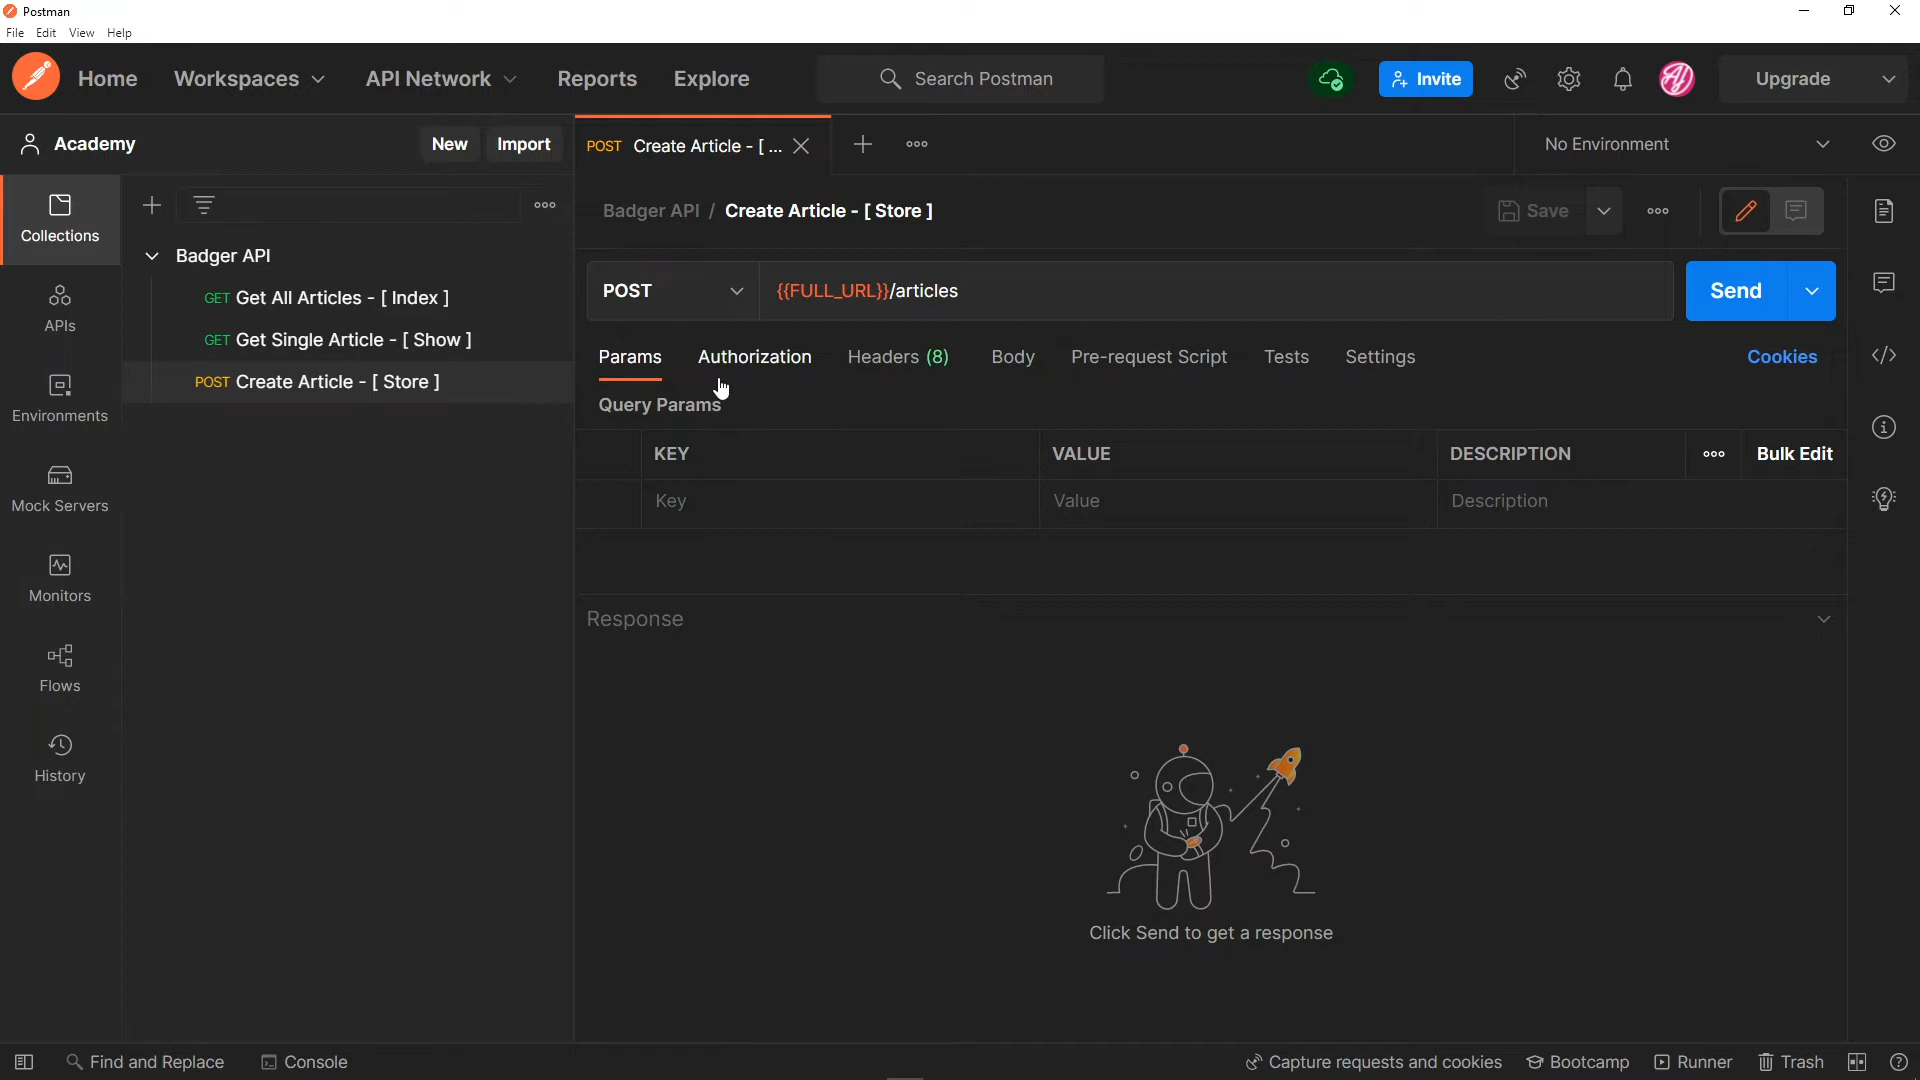 Postman
File Edit View Help
Home Workspaces API Network Reports Explore Search Postman Invite Upgrade
Academy New Import POST Create Article - [ ... No Environment
Badger API / Create Article - [ Store ] Save
Collections
Badger API
GET Get All Articles - [ Index ]
GET Get Single Article - [ Show ]
POST Create Article - [ Store ]
APIs
Environments
Mock Servers
Monitors
Flows
History
POST {{FULL_URL}}/articles Send
Params Authorization Headers (8) Body Pre-request Script Tests Settings Cookies
Query Params
KEY VALUE DESCRIPTION Bulk Edit
Key Value Description
Response
Click Send to get a response
Find and Replace Console Capture requests and cookies Bootcamp Runner Trash